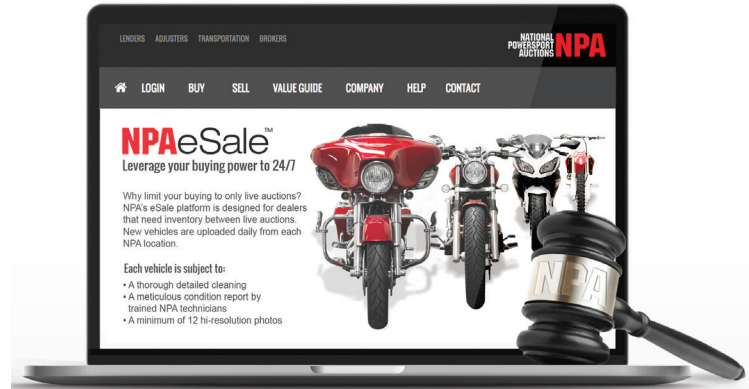 LENDERS ADJUSTERS TRANSPORTATION BROKERS
NATIONAL
POWERSPORT
AUCTIONS NPA
LOGIN BUY SELL VALUE GUIDE COMPANY HELP CONTACT
NPAeSale™
Leverage your buying power to 24/7
Why limit your buying to only live auctions?
NPA's eSale platform is designed for dealers
that need inventory between live auctions.
New vehicles are uploaded daily from each
NPA location.
Each vehicle is subject to:
• A thorough detailed cleaning
• A meticulous condition report by
trained NPA technicians
• A minimum of 12 hi-resolution photos
NPA